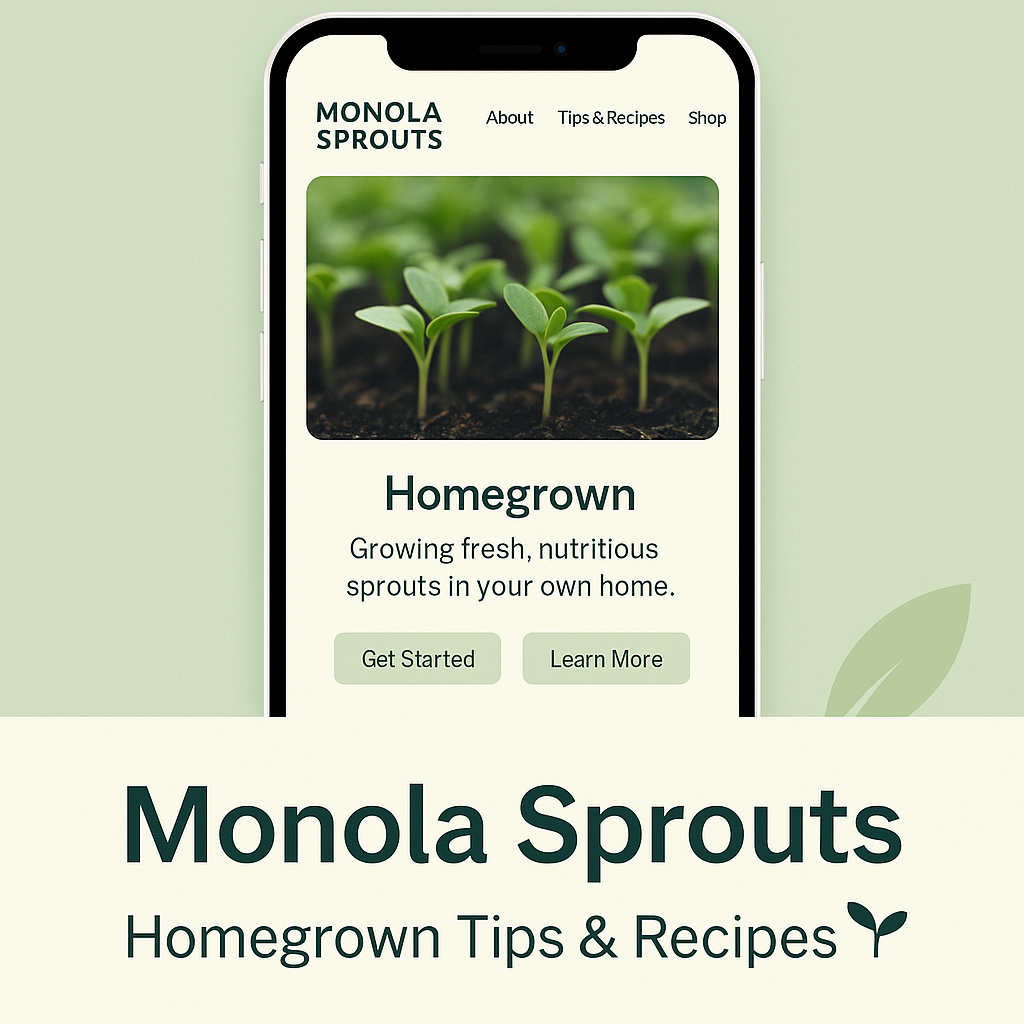 MONOLA
SPROUTS
About Tips & Recipes Shop
Homegrown
Growing fresh, nutritious
sprouts in your own home.
Get Started Learn More
Monola Sprouts
Homegrown Tips & Recipes